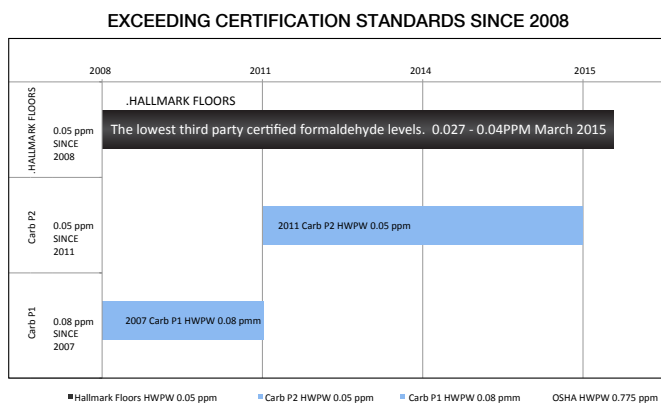 EXCEEDING CERTIFICATION STANDARDS SINCE 2008
2008 2011 2014 2015
.HALLMARK FLOORS
.HALLMARK FLOORS
0.05 ppm
SINCE
2008
The lowest third party certified formaldehyde levels. 0.027 - 0.04PPM March 2015
Carb P2
0.05 ppm
SINCE
2011
2011 Carb P2 HWPW 0.05 ppm
Carb P1
0.08 ppm
SINCE
2007
2007 Carb P1 HWPW 0.08 pmm
Hallmark Floors HWPW 0.05 ppm Carb P2 HWPW 0.05 ppm Carb P1 HWPW 0.08 pmm OSHA HWPW 0.775 ppm